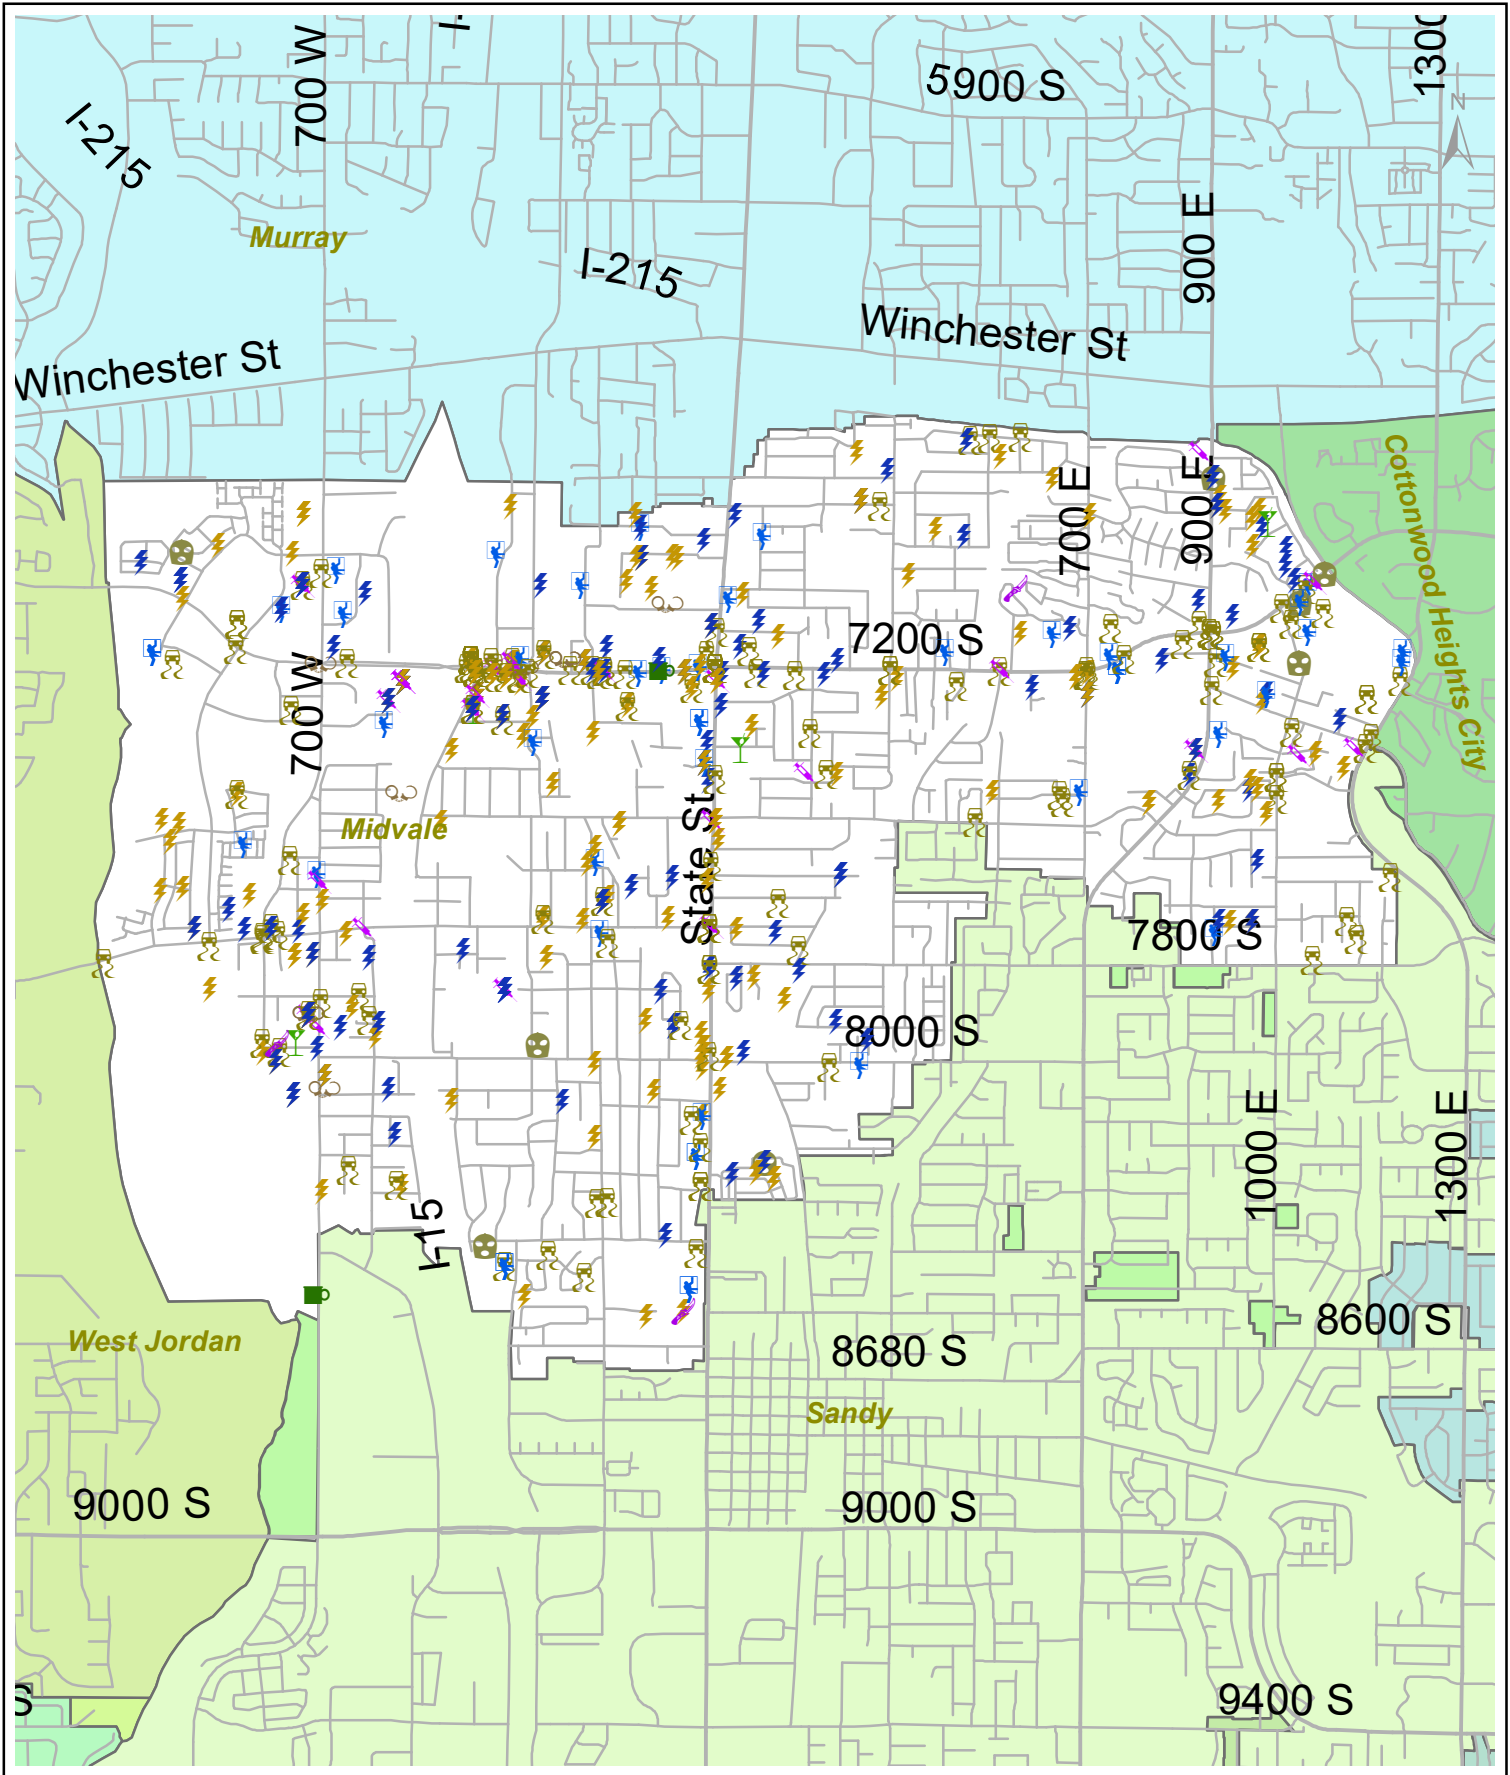 I-
700 W
1300
5900 S
I-215
N
900 E
Murray
I-215
Winchester St
Winchester St
Cottonwood Heights City
700 E
900 E
7200 S
700 W
State St
Midvale
7800 S
8000 S
1000 E
1300 E
I-15
8600 S
West Jordan
8680 S
Sandy
9000 S
9000 S
S
9400 S